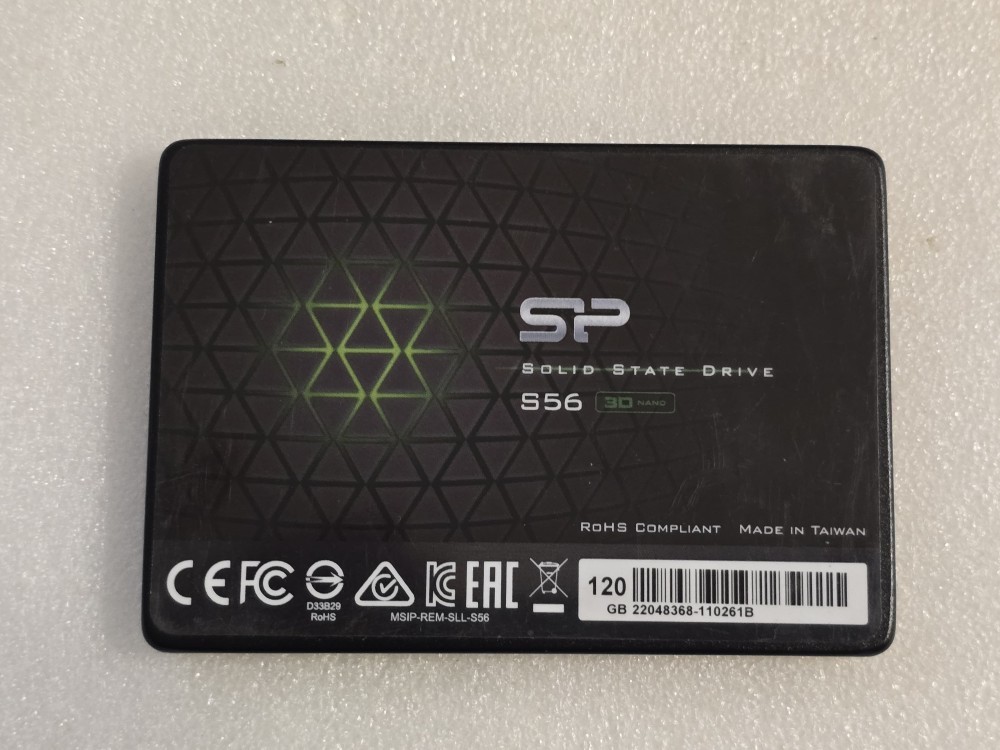 SP
SOLID STATE DRIVE
S56 3D NAND
ROHS COMPLIANT MADE IN TAIWAN
CE FC D33B29 RoHS MSIP-REM-SLL-S56 KC EAC
120 GB 22048368-110261B